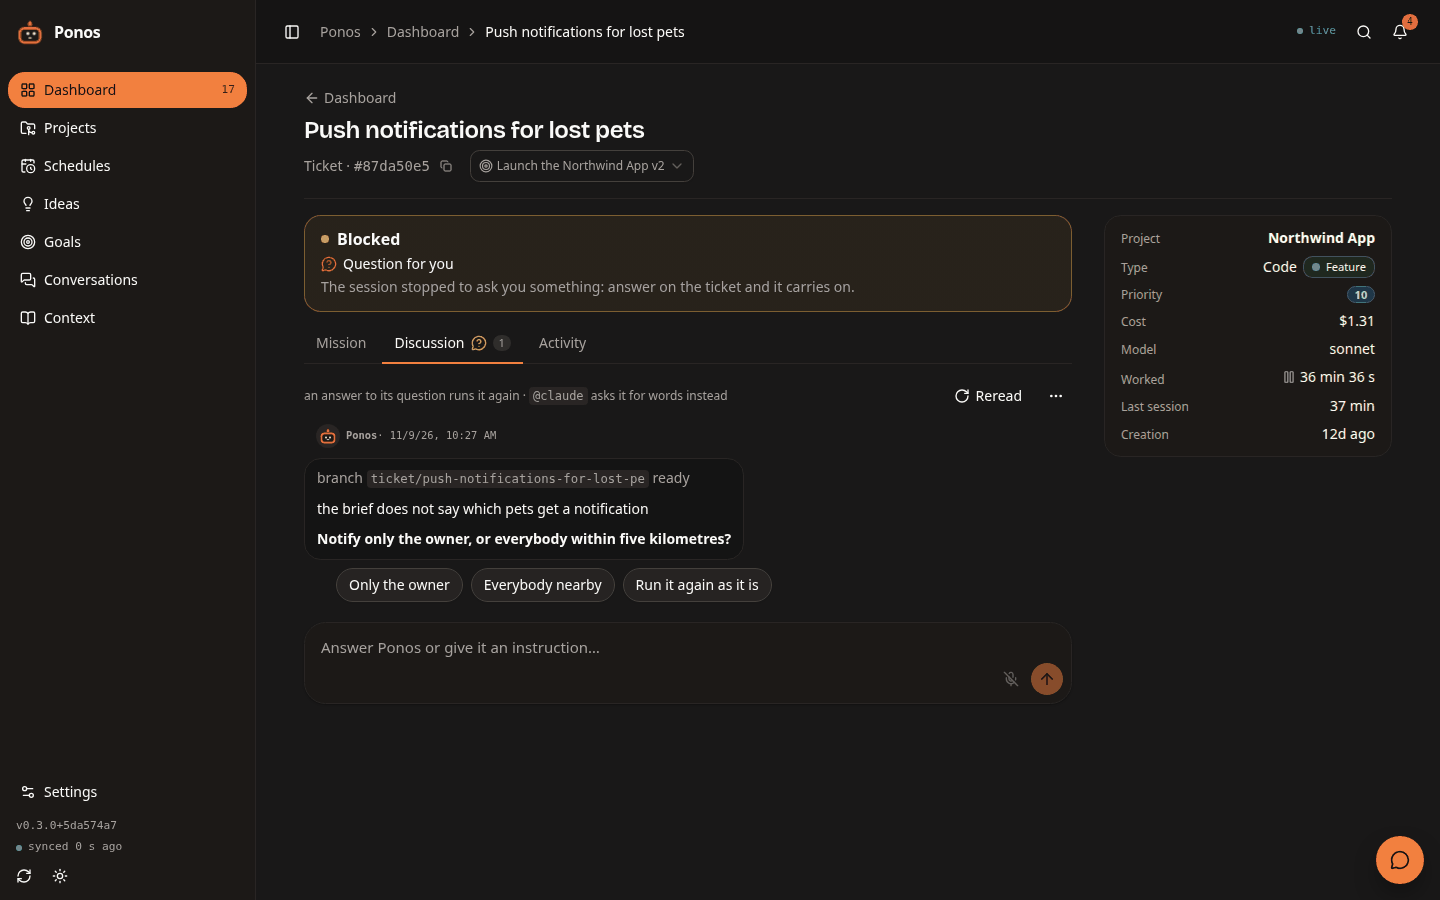 Ponos
Dashboard 17
Projects
Schedules
Ideas
Goals
Conversations
Context
Settings
v0.3.0+5da574a7
synced 0 s ago
Ponos > Dashboard > Push notifications for lost pets
live
4
← Dashboard
Push notifications for lost pets
Ticket · #87da50e5
Launch the Northwind App v2
Blocked
Question for you
The session stopped to ask you something: answer on the ticket and it carries on.
Mission
Discussion 1
Activity
an answer to its question runs it again · @claude asks it for words instead
Reread
Ponos · 11/9/26, 10:27 AM
branch ticket/push-notifications-for-lost-pe ready
the brief does not say which pets get a notification
Notify only the owner, or everybody within five kilometres?
Only the owner
Everybody nearby
Run it again as it is
Answer Ponos or give it an instruction...
Project Northwind App
Type Code Feature
Priority 10
Cost $1.31
Model sonnet
Worked 36 min 36 s
Last session 37 min
Creation 12d ago